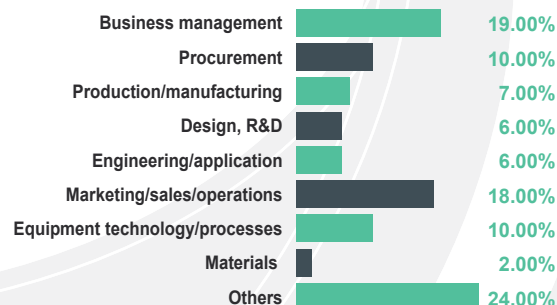 Business management 19.00%
Procurement 10.00%
Production/manufacturing 7.00%
Design, R&D 6.00%
Engineering/application 6.00%
Marketing/sales/operations 18.00%
Equipment technology/processes 10.00%
Materials 2.00%
Others 24.00%